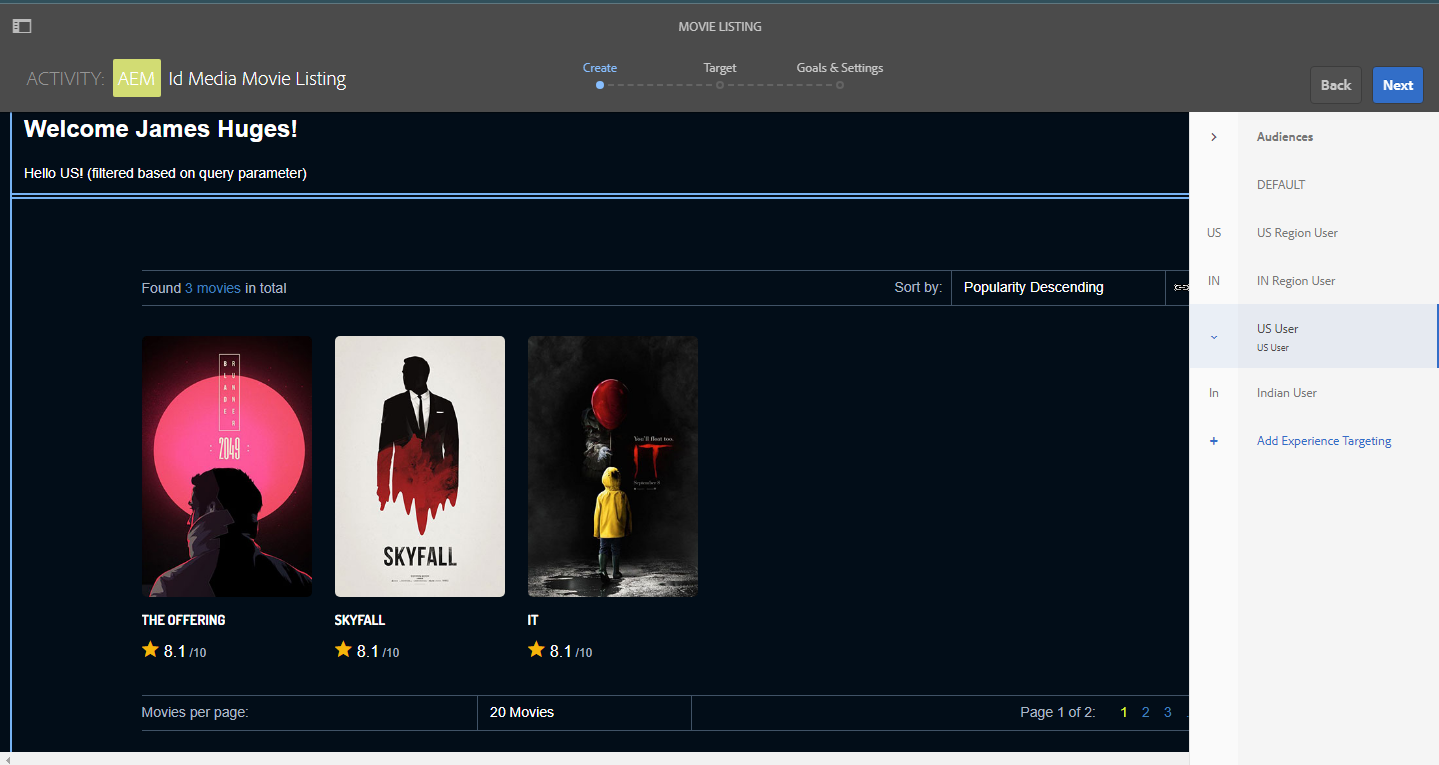 MOVIE LISTING
ACTIVITY: AEM Id Media Movie Listing
Create Target Goals & Settings
Back Next
Welcome James Huges!
Hello US! (filtered based on query parameter)
Found 3 movies in total
Sort by: Popularity Descending
BLADE RUNNER
: 2049 :
SKYFALL
You'll float too.
IT
September 8
THE OFFERING SKYFALL IT
8.1 /10 8.1 /10 8.1 /10
Movies per page: 20 Movies
Page 1 of 2: 1 2 3 .
Audiences
DEFAULT
US US Region User
IN IN Region User
US User
US User
In Indian User
+ Add Experience Targeting